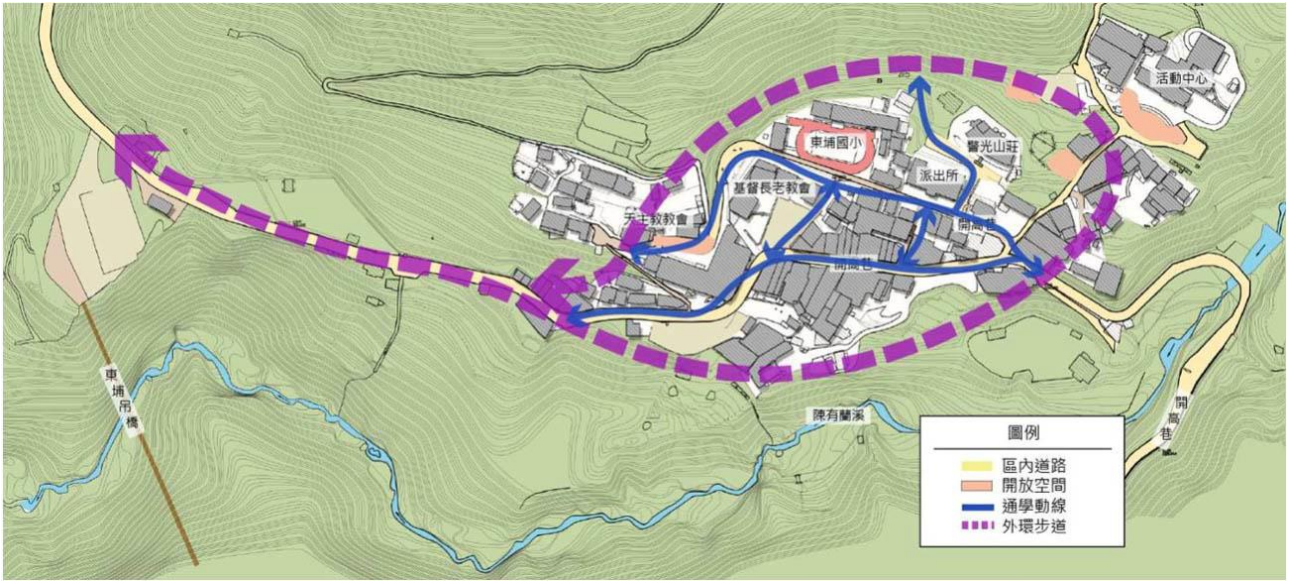 活動中心
東埔國小
醫光山莊
派出所
基督長老教會
天主教教會
開高巷
開高巷
東埔吊橋
陳有蘭溪
開高巷
圖例
區內道路
開放空間
通學動線
外環步道